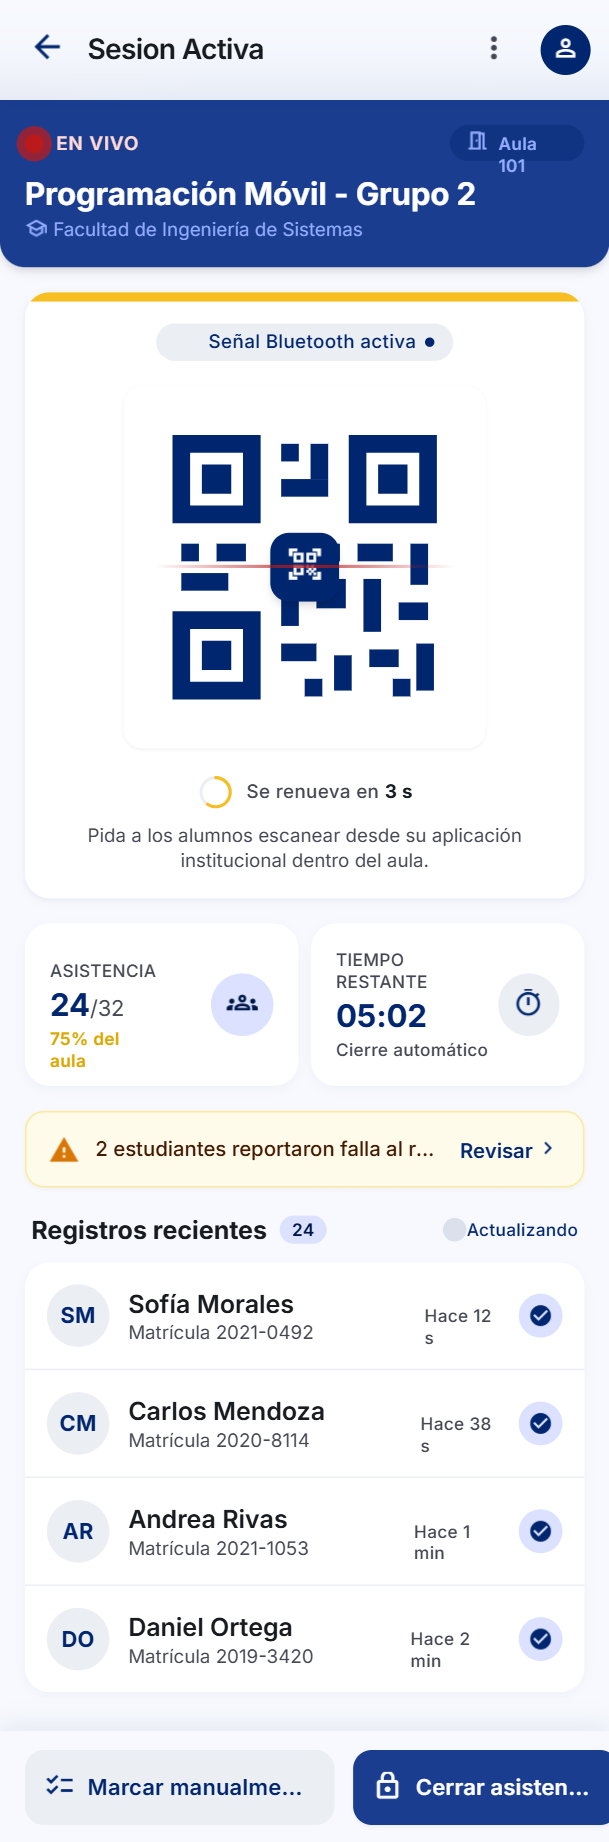 Sesion Activa
EN VIVO
Aula
101
Programación Móvil - Grupo 2
Facultad de Ingeniería de Sistemas
Señal Bluetooth activa
Se renueva en 3 s
Pida a los alumnos escanear desde su aplicación
institucional dentro del aula.
ASISTENCIA
24/32
75% del
aula
TIEMPO
RESTANTE
05:02
Cierre automático
2 estudiantes reportaron falla al r...
Revisar
Registros recientes
24
Actualizando
SM
Sofía Morales
Matrícula 2021-0492
Hace 12
s
CM
Carlos Mendoza
Matrícula 2020-8114
Hace 38
s
AR
Andrea Rivas
Matrícula 2021-1053
Hace 1
min
DO
Daniel Ortega
Matrícula 2019-3420
Hace 2
min
Marcar manualme...
Cerrar asisten...